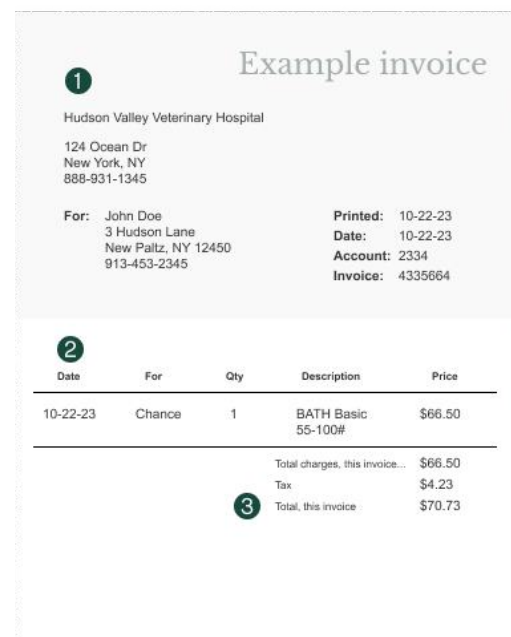 Example invoice
1
Hudson Valley Veterinary Hospital
124 Ocean Dr
New York, NY
888-931-1345
For: John Doe
3 Hudson Lane
New Paltz, NY 12450
913-453-2345
Printed: 10-22-23
Date: 10-22-23
Account: 2334
Invoice: 4335664
2
Date For Qty Description Price
10-22-23 Chance 1 BATH Basic $66.50
55-100#
Total charges, this invoice... $66.50
Tax $4.23
3 Total, this invoice $70.73